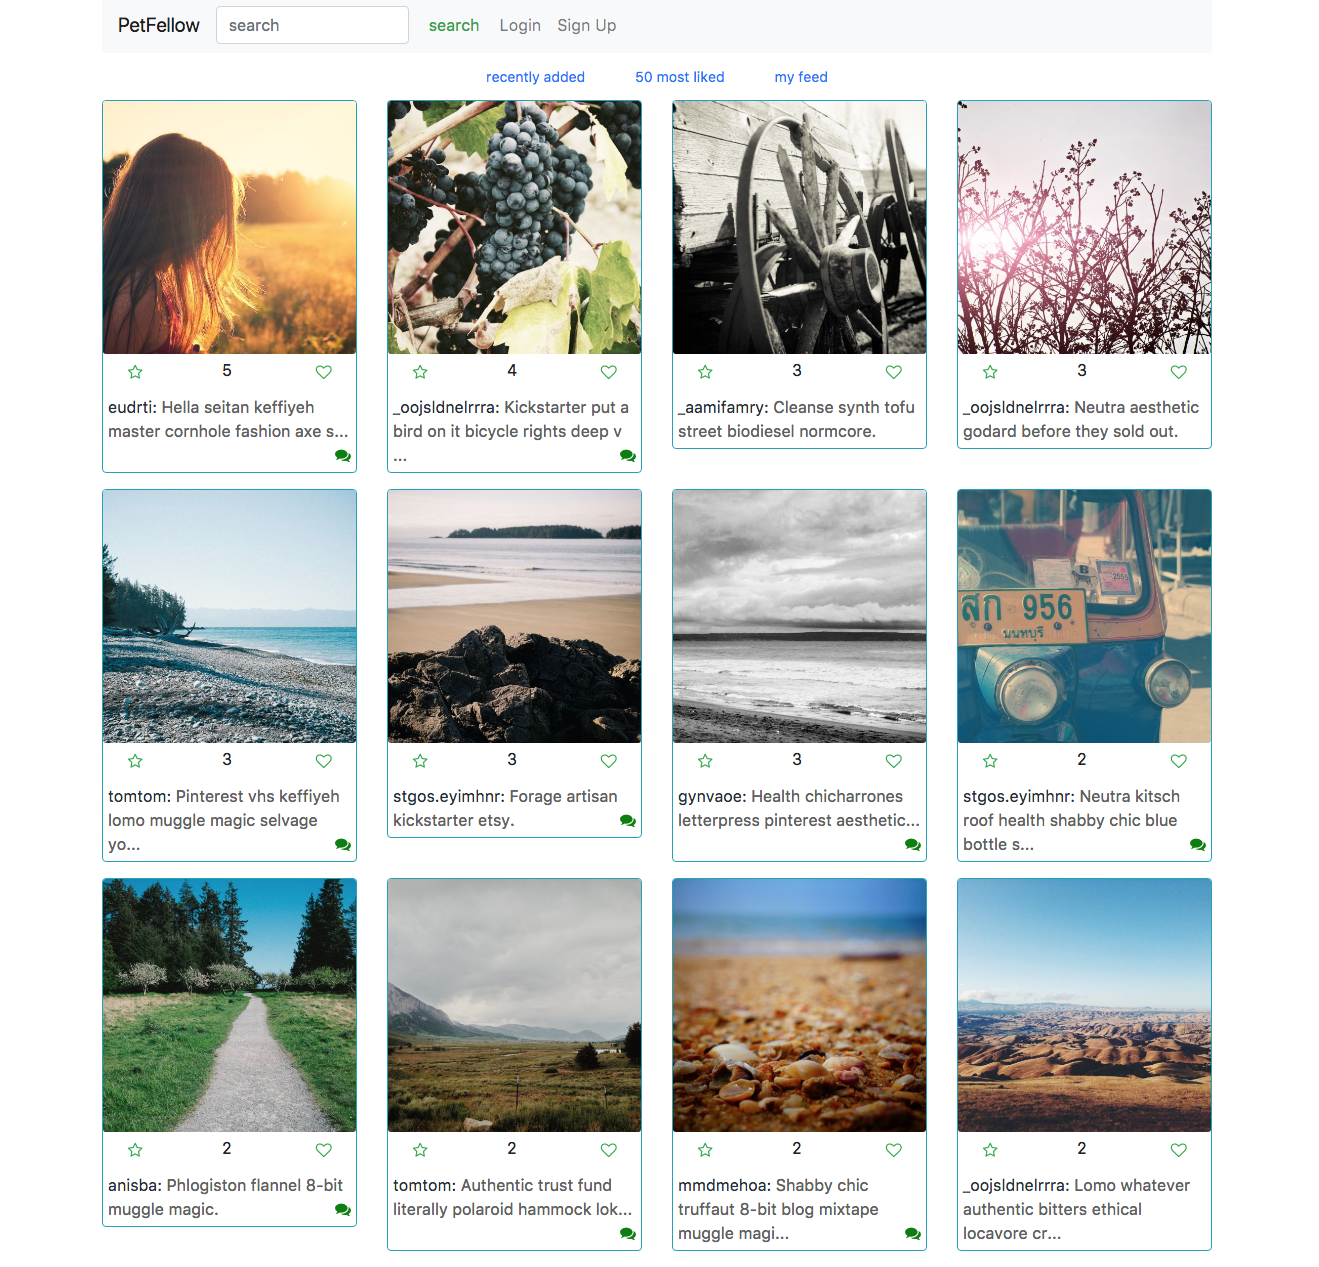 PetFellow search search Login Sign Up
recently added 50 most liked my feed
5
eudrti: Hella seitan keffiyeh
master cornhole fashion axe s...
4
_oojsldnelrrra: Kickstarter put a
bird on it bicycle rights deep v
...
3
_aamifamry: Cleanse synth tofu
street biodiesel normcore.
3
_oojsldnelrrra: Neutra aesthetic
godard before they sold out.
3
tomtom: Pinterest vhs keffiyeh
lomo muggle magic selvage
yo...
3
stgos.eyimhnr: Forage artisan
kickstarter etsy.
3
gynvaoe: Health chicharrones
letterpress pinterest aesthetic...
สก 956
นนทบุรี
2
stgos.eyimhnr: Neutra kitsch
roof health shabby chic blue
bottle s...
2
anisba: Phlogiston flannel 8-bit
muggle magic.
2
tomtom: Authentic trust fund
literally polaroid hammock lok...
2
mmdmehoa: Shabby chic
truffaut 8-bit blog mixtape
muggle magi...
2
_oojsldnelrrra: Lomo whatever
authentic bitters ethical
locavore cr...